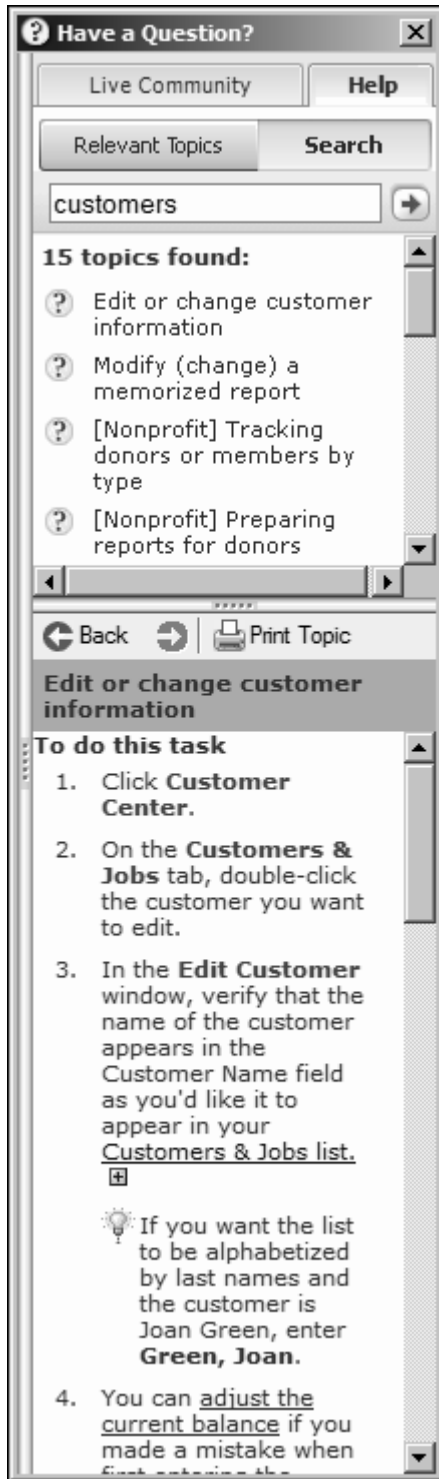 Have a Question?
Live Community Help
Relevant Topics Search
customers
15 topics found:
? Edit or change customer
information
? Modify (change) a
memorized report
? [Nonprofit] Tracking
donors or members by
type
? [Nonprofit] Preparing
reports for donors
Back Print Topic
Edit or change customer
information
To do this task
1. Click Customer
Center.
2. On the Customers &
Jobs tab, double-click
the customer you want
to edit.
3. In the Edit Customer
window, verify that the
name of the customer
appears in the
Customer Name field
as you'd like it to
appear in your
Customers & Jobs list.
If you want the list
to be alphabetized
by last names and
the customer is
Joan Green, enter
Green, Joan.
4. You can adjust the
current balance if you
made a mistake when
first entering the